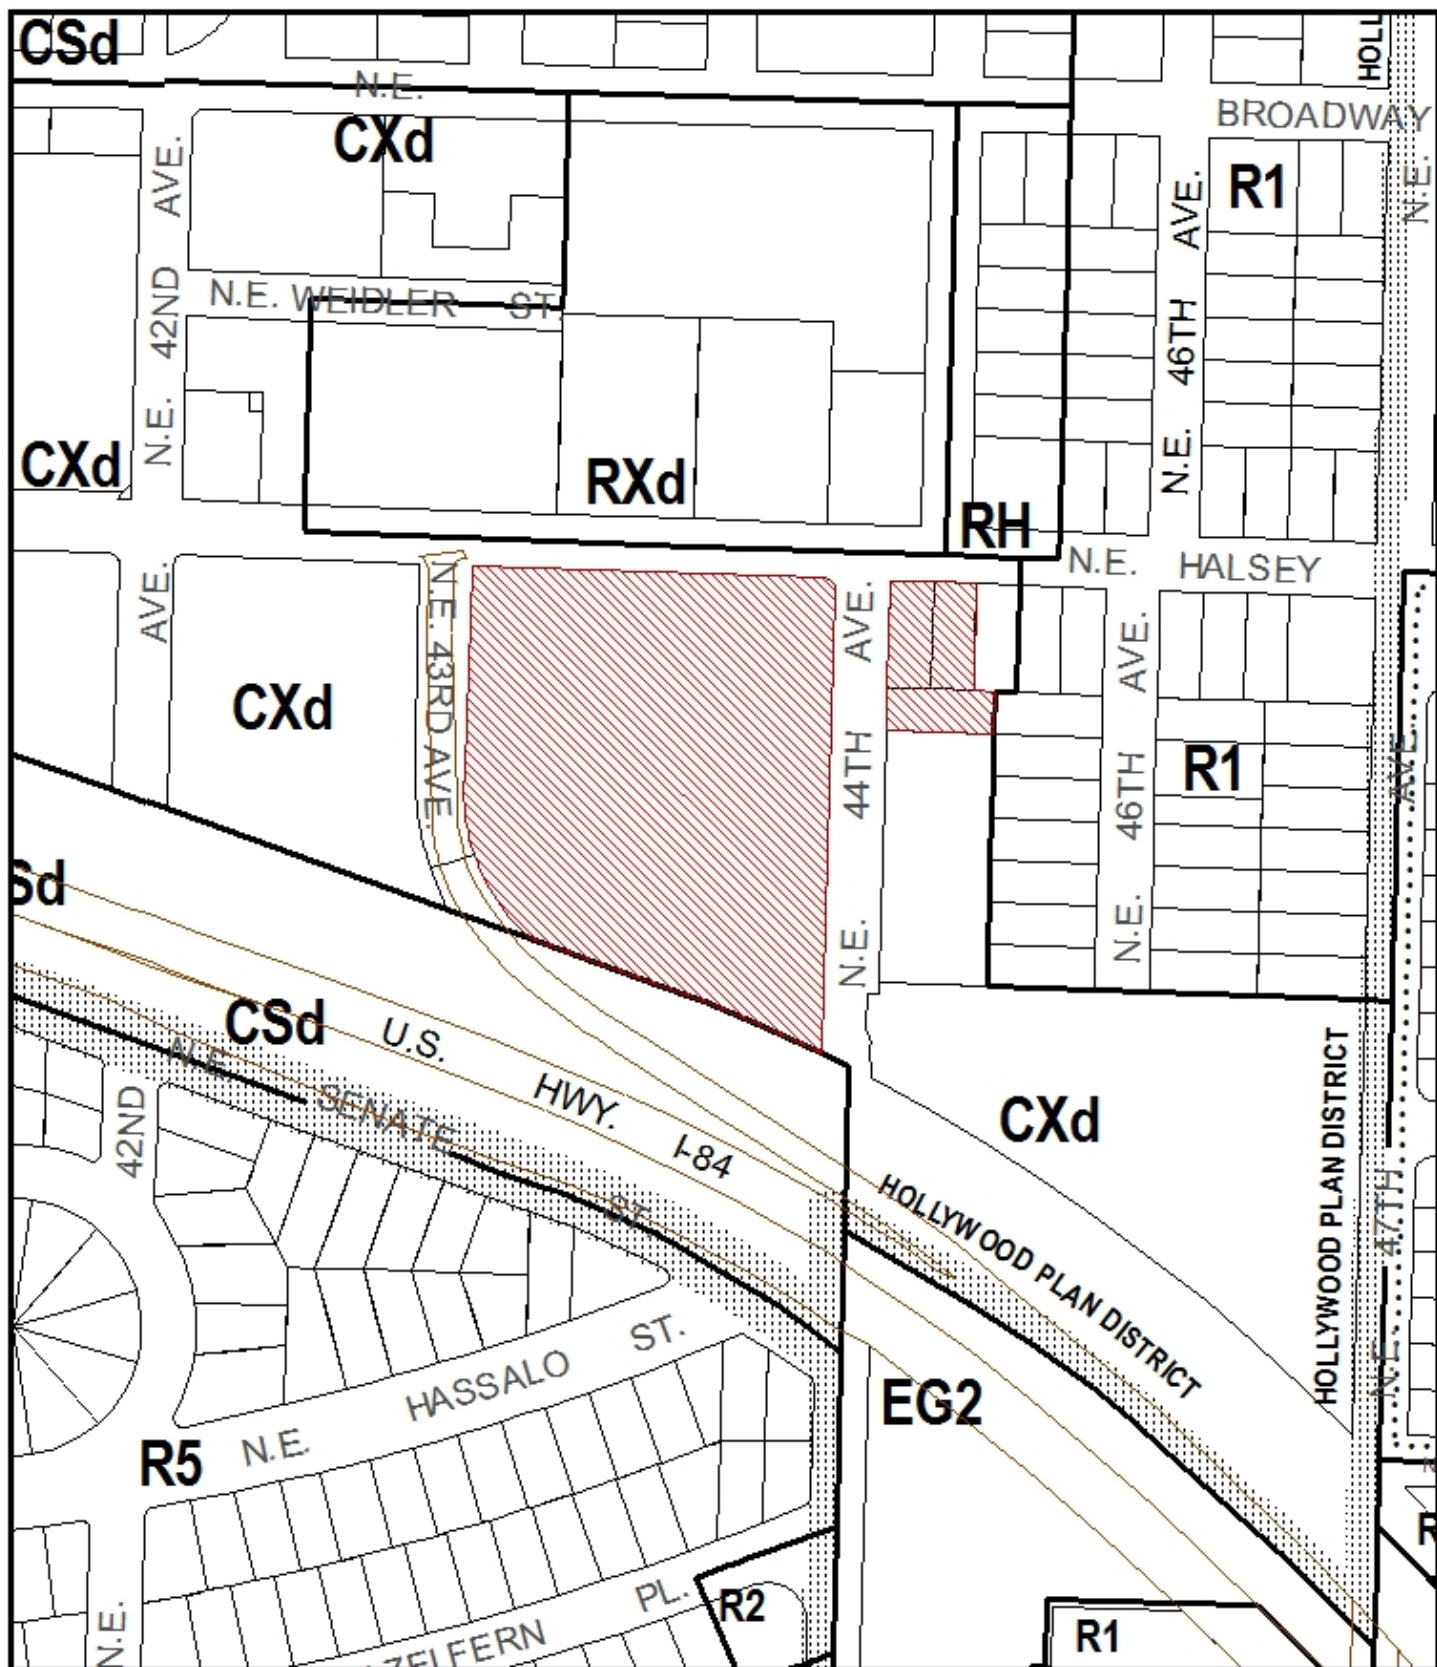 CSd
HOLL
N.E.
BROADWAY
CXd
AVE.
R1
AVE.
N.E.
42ND
N.E. WEIDLER ST.
46TH
N.E.
N.E.
CXd
RXd
RH
N.E. HALSEY
AVE.
N.E. 43RD AVE.
AVE.
AVE.
CXd
44TH
46TH
R1
AVE.
N.E.
N.E.
Sd
CSd
U.S. HWY. I-84
N.E. SENATE ST.
42ND
CXd
HOLLYWOOD PLAN DISTRICT
HOLLYWOOD PLAN DISTRICT
N.E. 47TH
N.E. HASSALO ST.
EG2
R5
N.E.
ZELFERN PL.
R2
R1
R